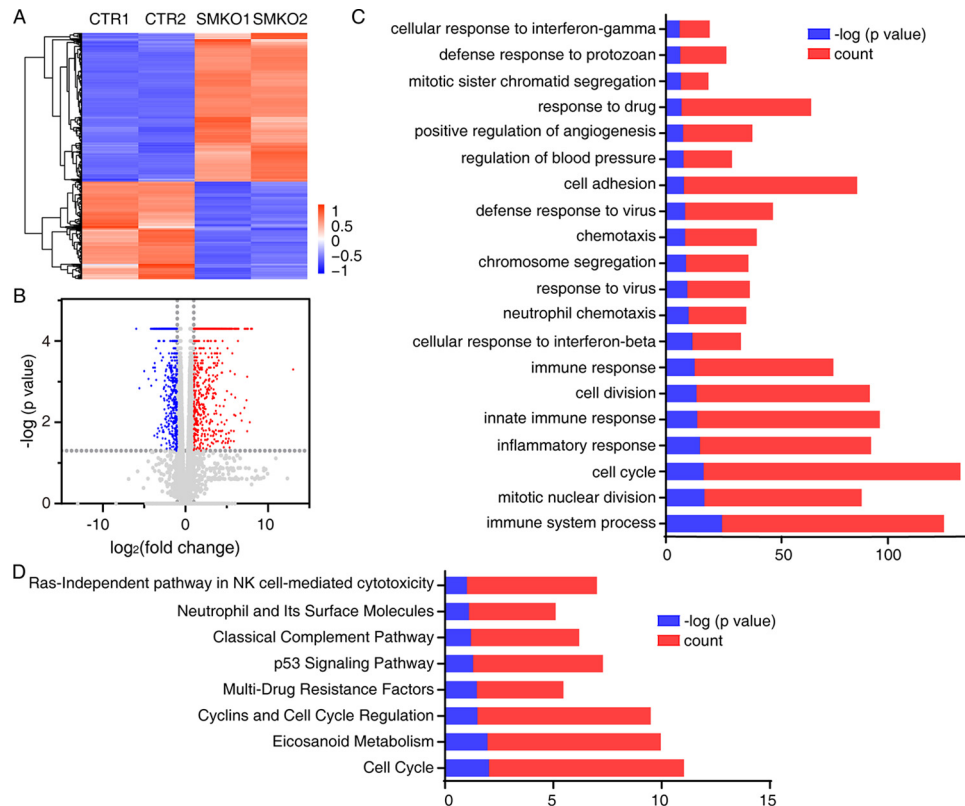 A
CTR1 CTR2 SMKO1 SMKO2
1
0.5
0
−0.5
−1
B
-log (p value)
4
2
0
-10 0 10
log2(fold change)
C
cellular response to interferon-gamma
defense response to protozoan
mitotic sister chromatid segregation
response to drug
positive regulation of angiogenesis
regulation of blood pressure
cell adhesion
defense response to virus
chemotaxis
chromosome segregation
response to virus
neutrophil chemotaxis
cellular response to interferon-beta
immune response
cell division
innate immune response
inflammatory response
cell cycle
mitotic nuclear division
immune system process
-log (p value)
count
0 50 100
D
Ras-Independent pathway in NK cell-mediated cytotoxicity
Neutrophil and Its Surface Molecules
Classical Complement Pathway
p53 Signaling Pathway
Multi-Drug Resistance Factors
Cyclins and Cell Cycle Regulation
Eicosanoid Metabolism
Cell Cycle
-log (p value)
count
0 5 10 15